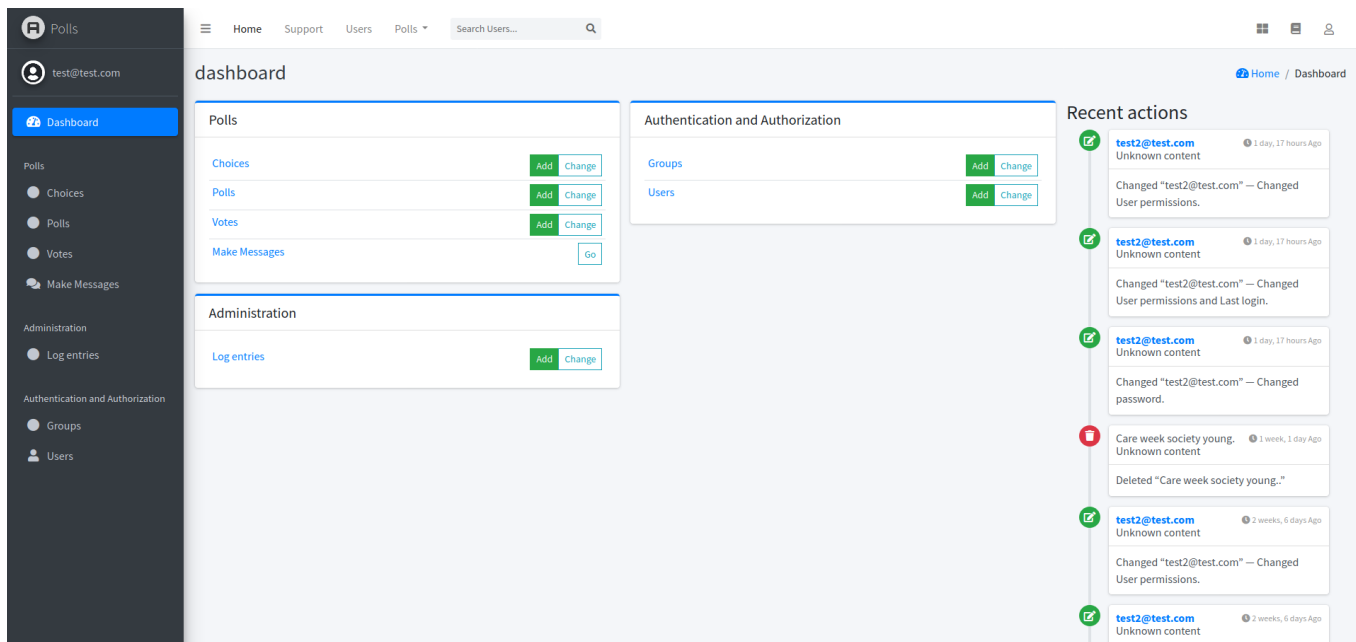 Polls
Home Support Users Polls Search Users...
test@test.com
dashboard
Home / Dashboard
Dashboard
Polls
Choices
Polls
Votes
Make Messages
Administration
Log entries
Authentication and Authorization
Groups
Users
Polls
Choices Add Change
Polls Add Change
Votes Add Change
Make Messages Go
Administration
Log entries Add Change
Authentication and Authorization
Groups Add Change
Users Add Change
Recent actions
test2@test.com 1 day, 17 hours Ago
Unknown content
Changed “test2@test.com” — Changed
User permissions.
test2@test.com 1 day, 17 hours Ago
Unknown content
Changed “test2@test.com” — Changed
User permissions and Last login.
test2@test.com 1 day, 17 hours Ago
Unknown content
Changed “test2@test.com” — Changed
password.
Care week society young. 1 week, 1 day Ago
Unknown content
Deleted “Care week society young..”
test2@test.com 2 weeks, 6 days Ago
Unknown content
Changed “test2@test.com” — Changed
User permissions.
test2@test.com 2 weeks, 6 days Ago
Unknown content